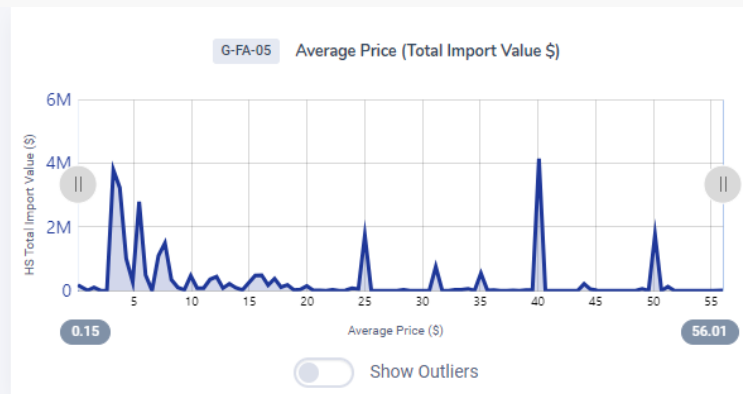 G-FA-05 Average Price (Total Import Value $)
HS Total Import Value ($)
6M
4M
2M
0
5 10 15 20 25 30 35 40 45 50 55
0.15 Average Price ($) 56.01
Show Outliers